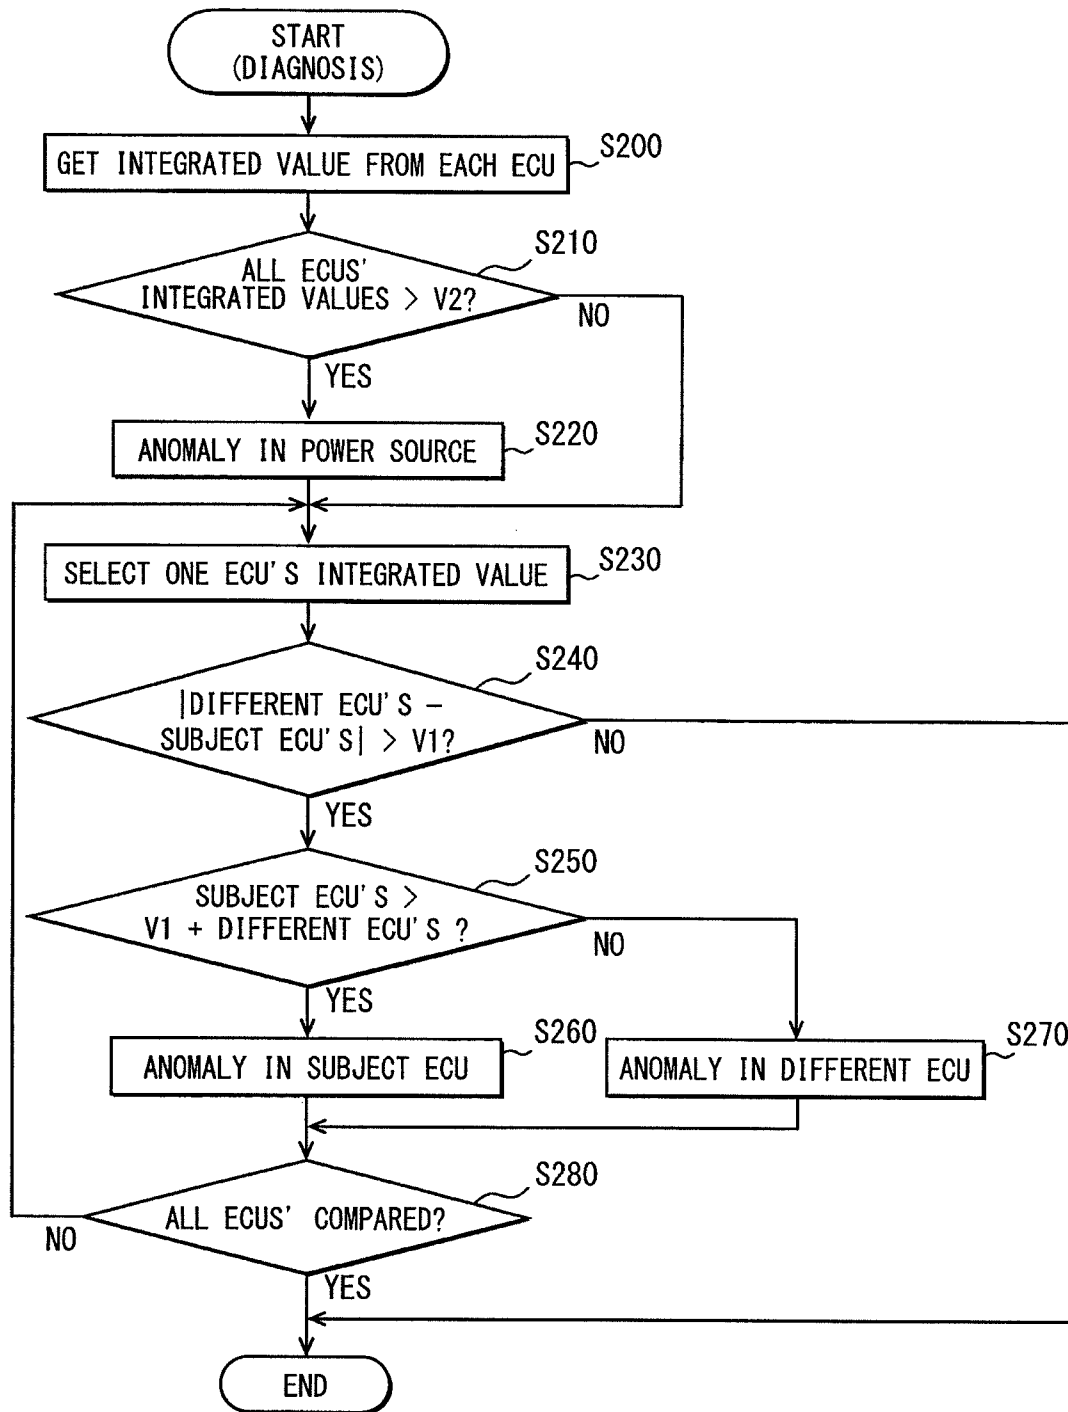 START
(DIAGNOSIS)
GET INTEGRATED VALUE FROM EACH ECU
S200
S210
ALL ECUS'
INTEGRATED VALUES > V2?
NO
YES
ANOMALY IN POWER SOURCE
S220
SELECT ONE ECU'S INTEGRATED VALUE
S230
S240
|DIFFERENT ECU'S −
SUBJECT ECU'S| > V1?
NO
YES
S250
SUBJECT ECU'S >
V1 + DIFFERENT ECU'S ?
NO
YES
S260
ANOMALY IN SUBJECT ECU
S270
ANOMALY IN DIFFERENT ECU
S280
ALL ECUS' COMPARED?
NO
YES
END